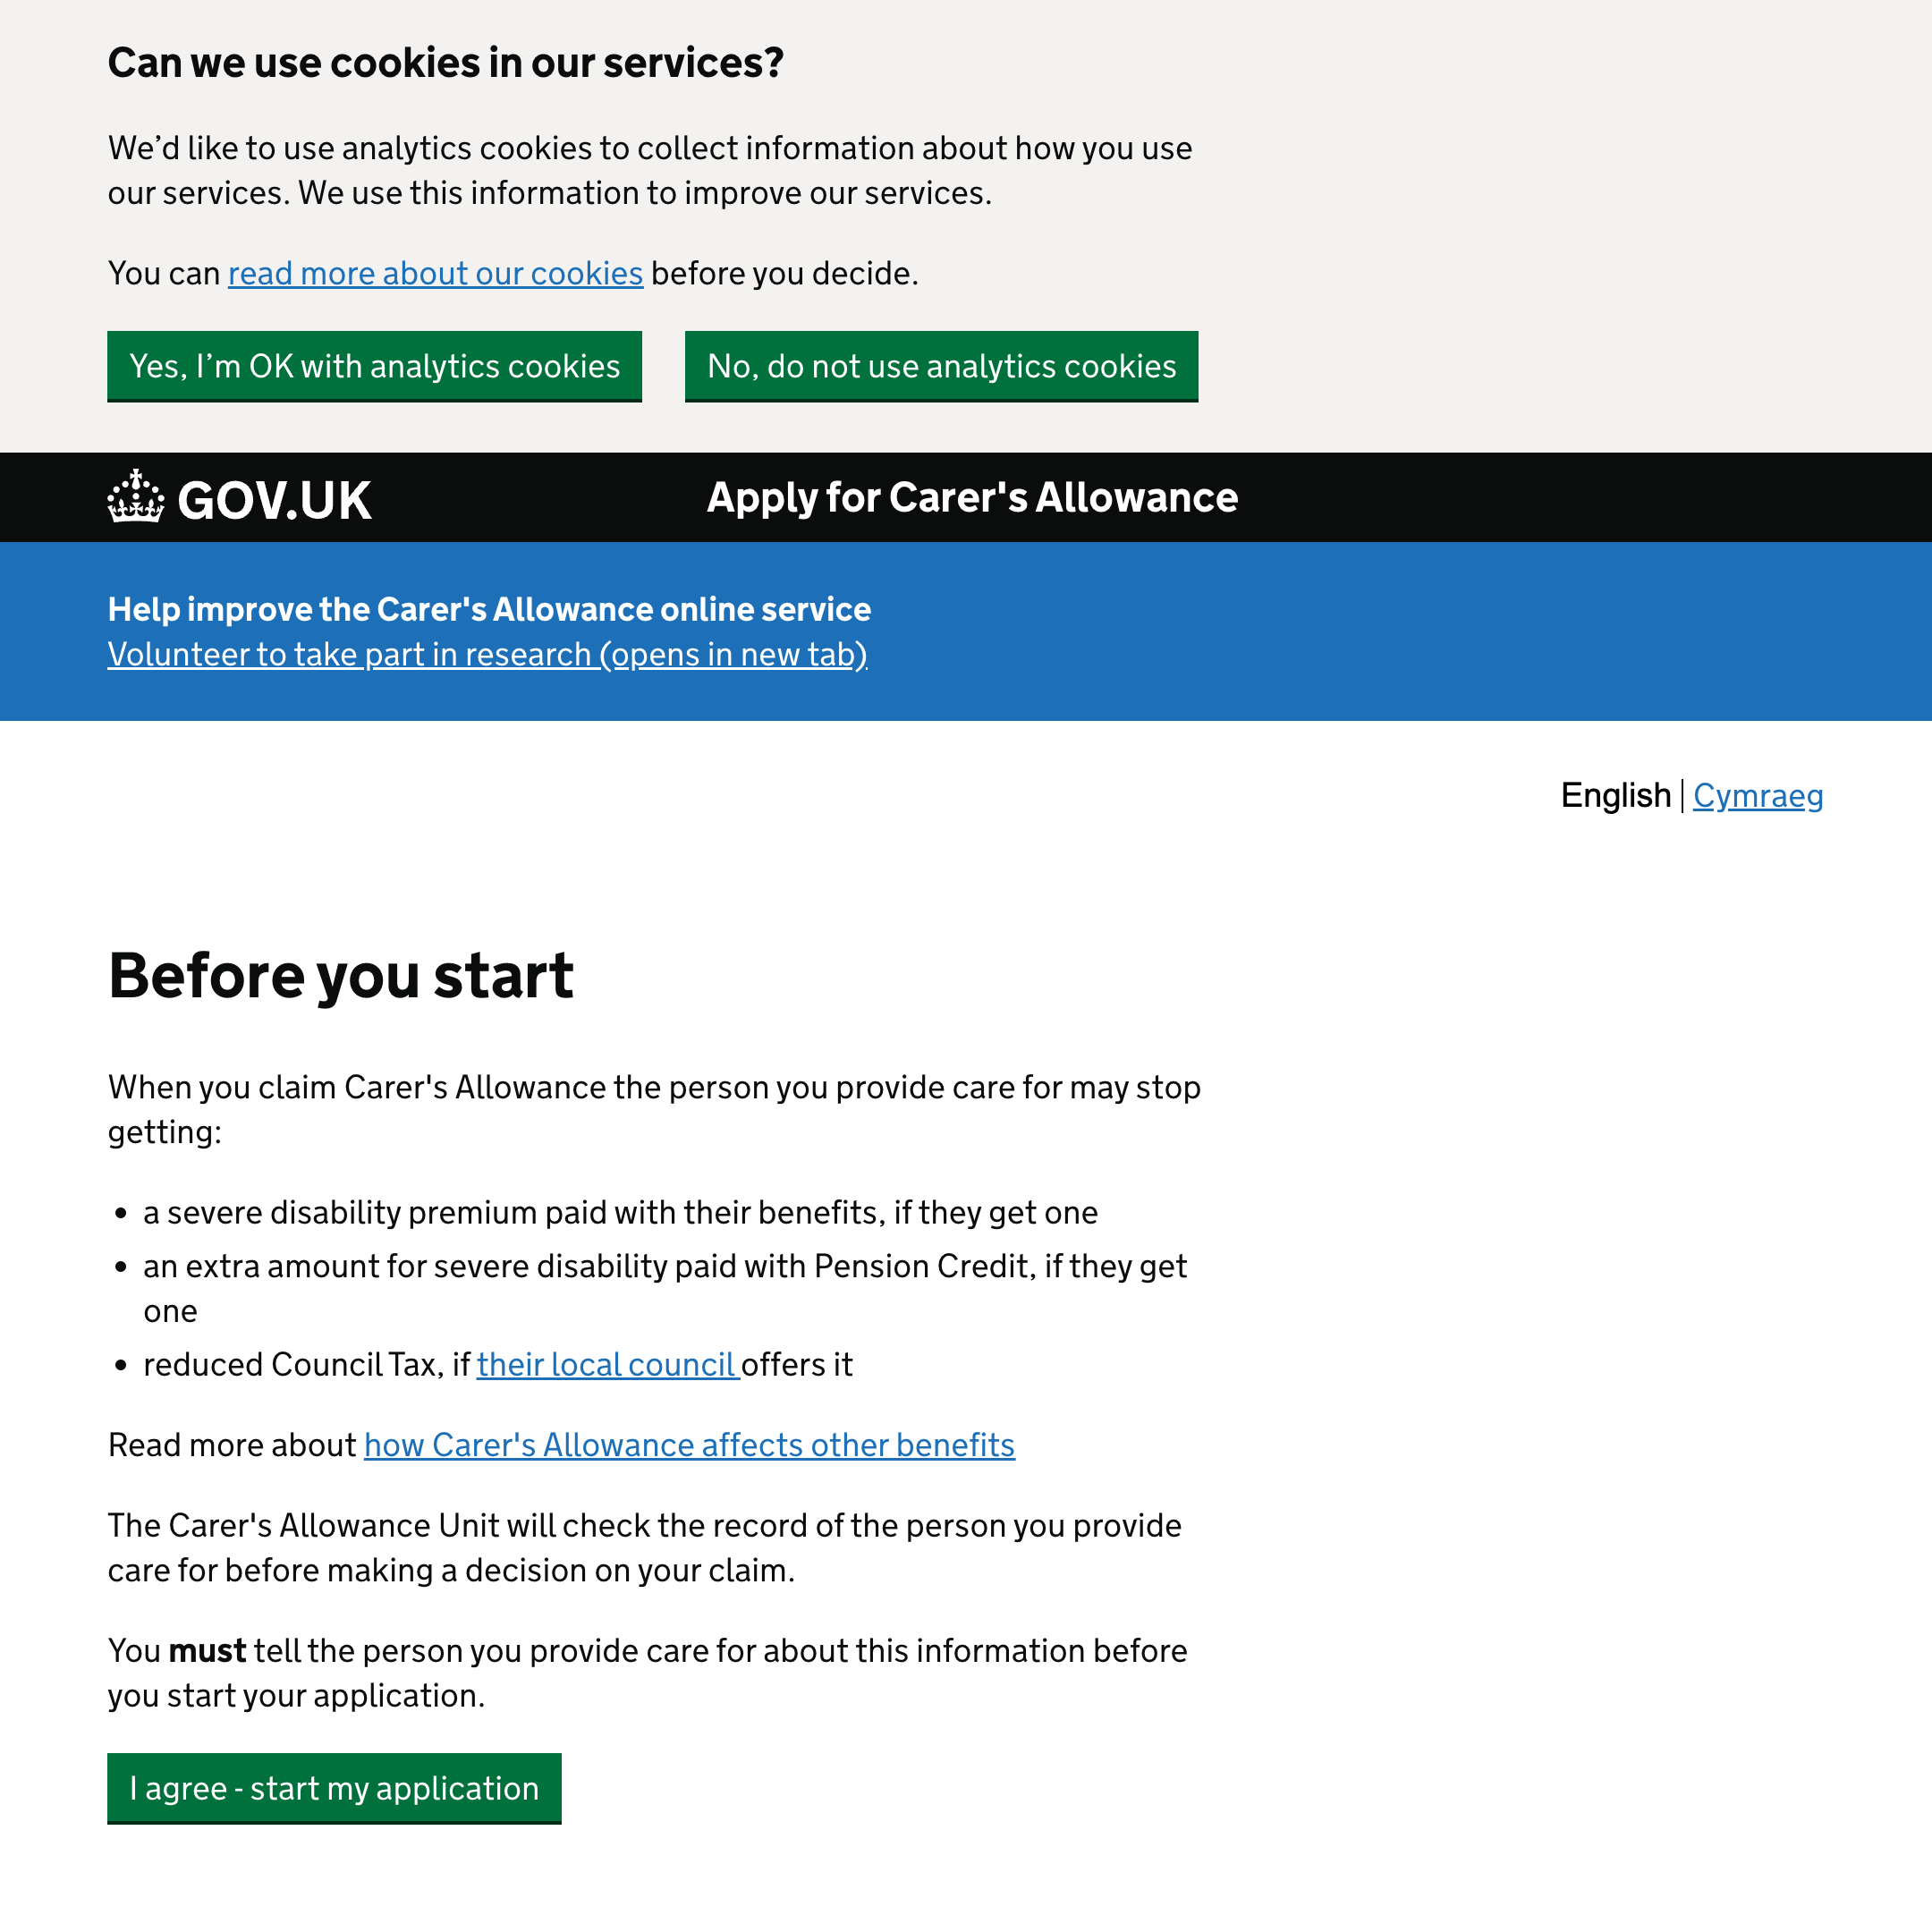 Can we use cookies in our services?
We’d like to use analytics cookies to collect information about how you use
our services. We use this information to improve our services.
You can read more about our cookies before you decide.
Yes, I’m OK with analytics cookies
No, do not use analytics cookies
GOV.UK
Apply for Carer's Allowance
Help improve the Carer's Allowance online service
Volunteer to take part in research (opens in new tab)
English | Cymraeg
Before you start
When you claim Carer's Allowance the person you provide care for may stop
getting:
• a severe disability premium paid with their benefits, if they get one
• an extra amount for severe disability paid with Pension Credit, if they get
one
• reduced Council Tax, if their local council offers it
Read more about how Carer's Allowance affects other benefits
The Carer's Allowance Unit will check the record of the person you provide
care for before making a decision on your claim.
You must tell the person you provide care for about this information before
you start your application.
I agree - start my application